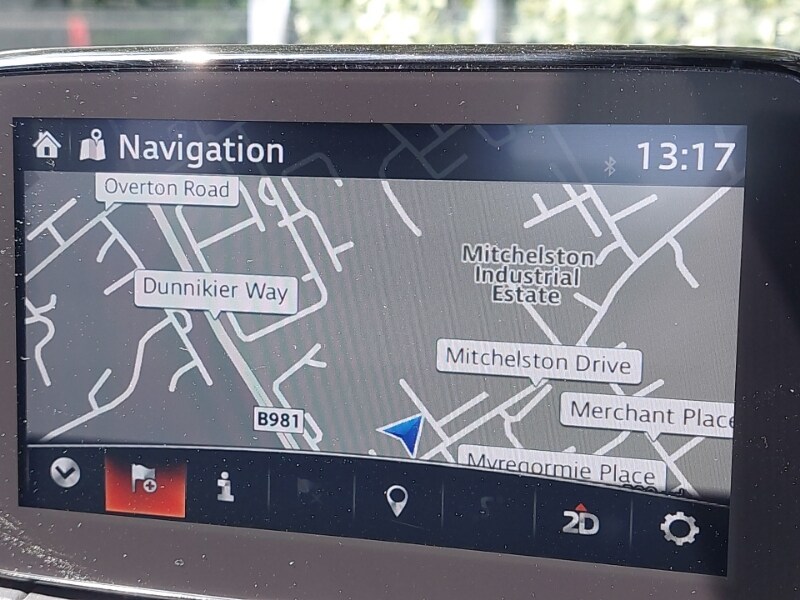 Navigation
13:17
Overton Road
Dunnikier Way
Mitchelston
Industrial
Estate
Mitchelston Drive
Merchant Place
B981
Myregormie Place
2D